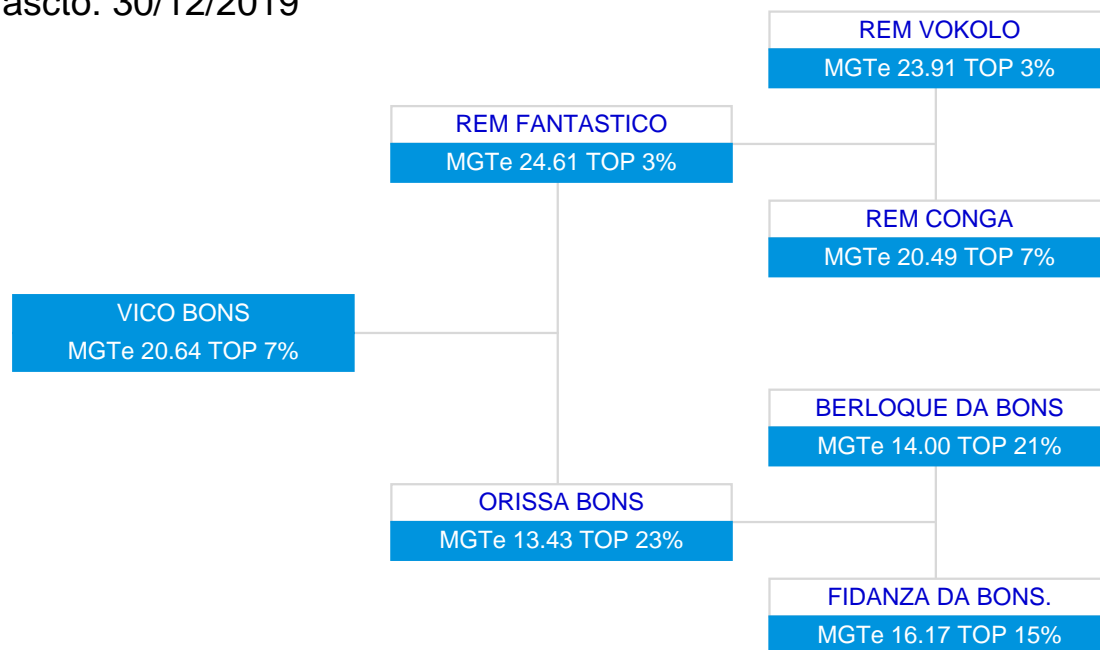 ascto: 30/12/2019
REM VOKOLO
MGTe 23.91 TOP 3%
REM FANTASTICO
MGTe 24.61 TOP 3%
REM CONGA
MGTe 20.49 TOP 7%
VICO BONS
MGTe 20.64 TOP 7%
BERLOQUE DA BONS
MGTe 14.00 TOP 21%
ORISSA BONS
MGTe 13.43 TOP 23%
FIDANZA DA BONS.
MGTe 16.17 TOP 15%